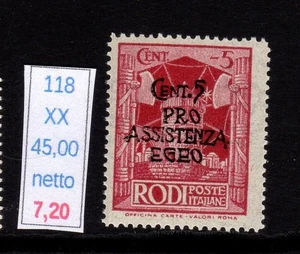 118
XX
45,00
netto
7,20
CENT. 5
CENT. 5
PRO
ASSISTENZA
EGEO
RODI POSTE ITALIANE
OFFICINA CARTE-VALORI ROMA